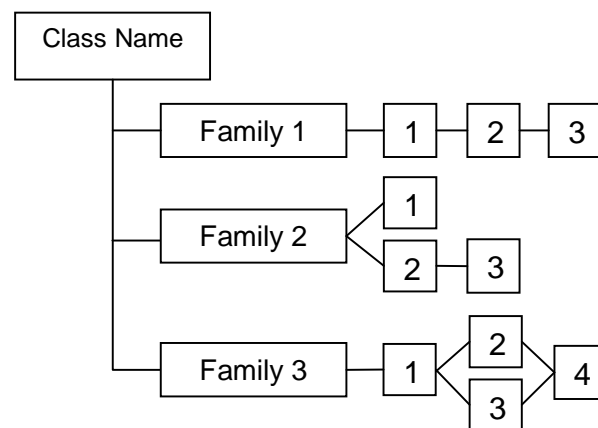 Class Name
Family 1 1 2 3
1
Family 2
2 3
2
Family 3 1
4
3